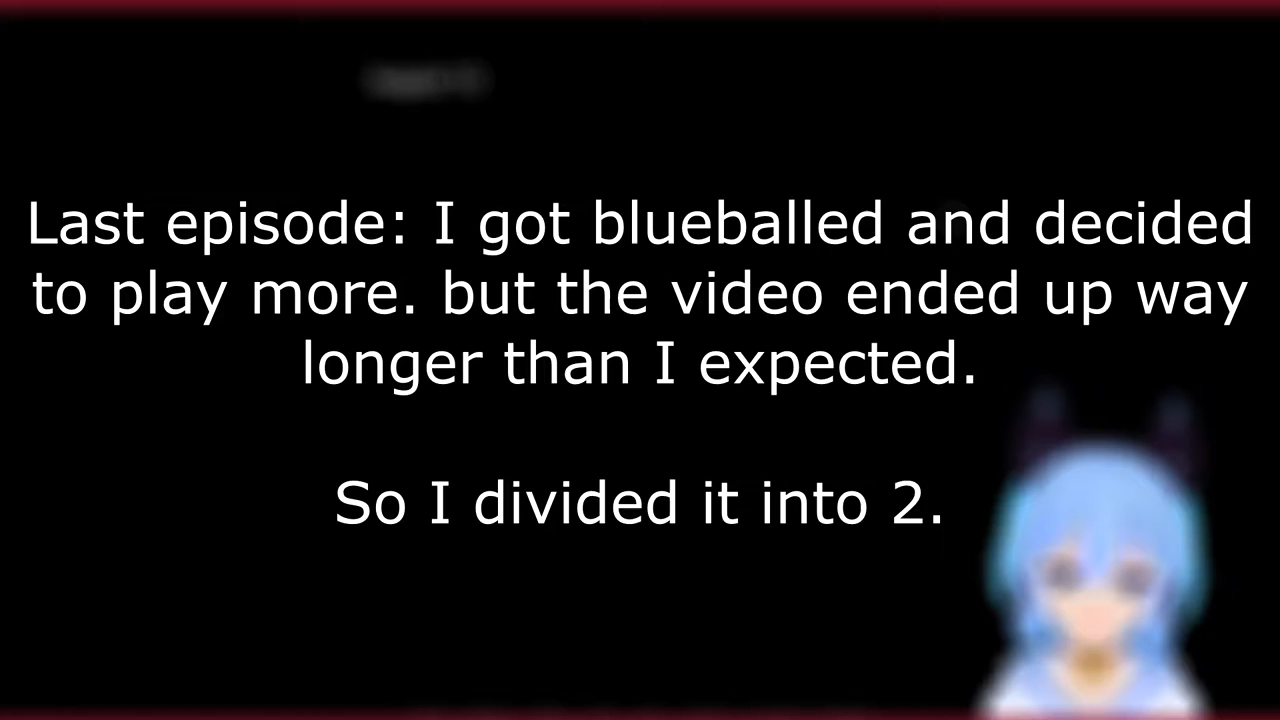 Last episode: I got blueballed and decided
to play more. but the video ended up way
longer than I expected.
So I divided it into 2.